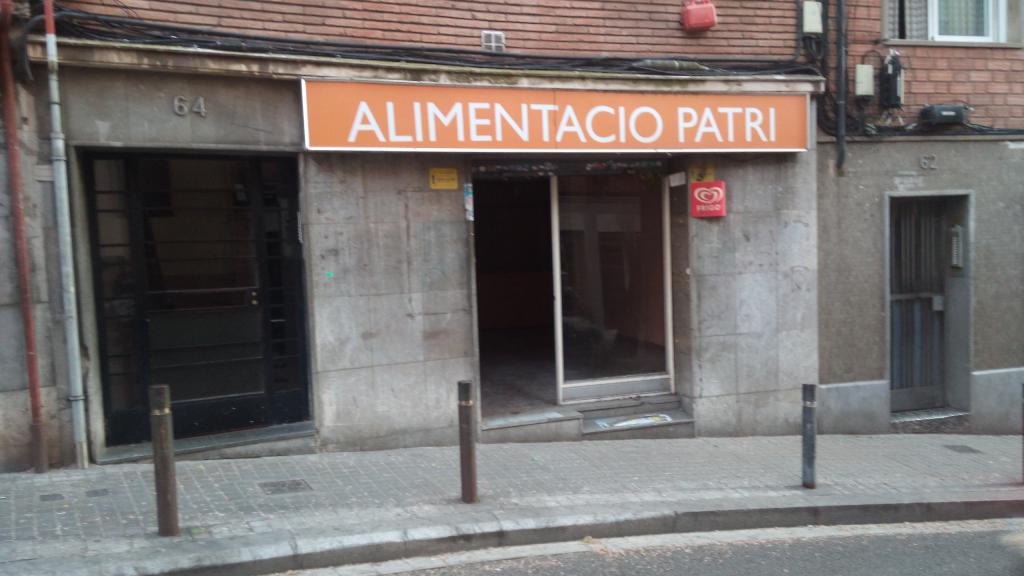 64
ALIMENTACIO PATRI
62
FRIGO